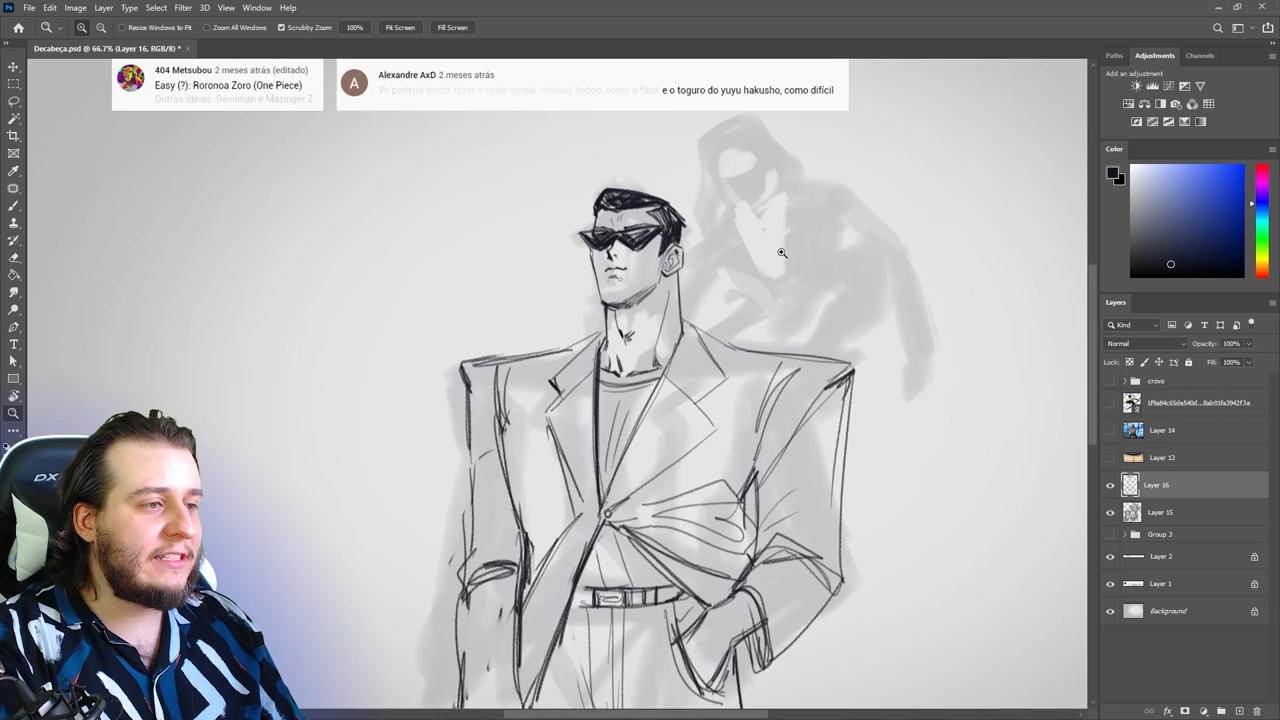 File Edit Image Layer Type Select Filter 3D View Window Help
Resize Windows to Fit Zoom All Windows Scrubby Zoom 100% Fit Screen Fill Screen
Decabeça.psd @ 66.7% (Layer 16, RGB/8) * ×
404 Metsubou 2 meses atrás (editado)
Easy (?): Roronoa Zoro (One Piece)
Outras ideias: Devilman e Mazinger Z
A
Alexandre AxD 2 meses atrás
Vc poderia tentar fazer o spike spigle, cowboy bebop, como o fácil, e o toguro do yuyu hakusho, como difícil
Paths Adjustments Channels
Add an adjustment
Color
Layers
Kind
Normal Opacity: 100%
Lock: Fill: 100%
crovo
1f9a84c65de540d...8ab01fa3942f3e
Layer 14
Layer 13
Layer 16
Layer 15
Group 3
Layer 2
Layer 1
Background
fx
DX